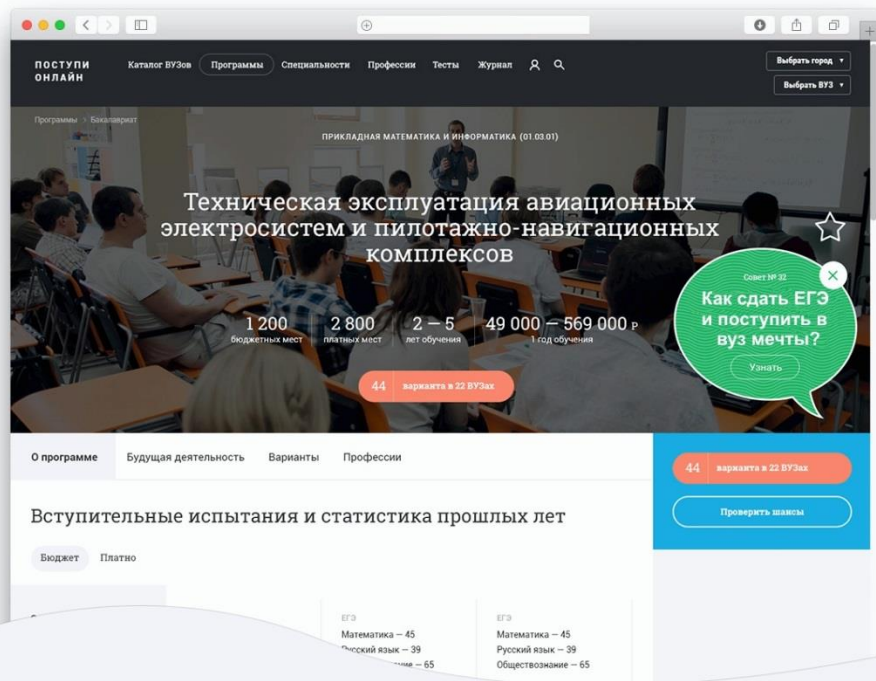 ПОСТУПИ
ОНЛАЙН
Каталог ВУЗов
Программы
Специальности
Профессии
Тесты
Журнал
Выбрать город
Выбрать ВУЗ
Программы > Бакалавриат
ПРИКЛАДНАЯ МАТЕМАТИКА И ИНФОРМАТИКА (01.03.01)
Техническая эксплуатация авиационных
электросистем и пилотажно-навигационных
комплексов
1 200
бюджетных мест
2 800
платных мест
2 — 5
лет обучения
49 000 — 569 000 Р
1 год обучения
44 варианта в 22 ВУЗах
Совет № 32
Как сдать ЕГЭ
и поступить в
вуз мечты?
Узнать
О программе
Будущая деятельность
Варианты
Профессии
44 варианта в 22 ВУЗах
Проверить шансы
Вступительные испытания и статистика прошлых лет
Бюджет
Платно
ЕГЭ
Математика — 45
Русский язык — 39
— 65
ЕГЭ
Математика — 45
Русский язык — 39
Обществознание — 65